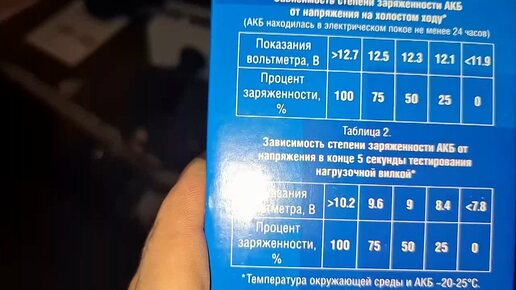 Зависимость степени заряженности АКБ
от напряжения на холостом ходу*
(АКБ находилась в электрическом покое не менее 24 часов)
Показания вольтметра, В >12.7 12.5 12.3 12.1 <11.9
Процент заряженности, % 100 75 50 25 0
Таблица 2.
Зависимость степени заряженности АКБ от
напряжения в конце 5 секунды тестирования
нагрузочной вилкой*
Показания вольтметра, В >10.2 9.6 9 8.4 <7.8
Процент заряженности, % 100 75 50 25 0
*Температура окружающей среды и АКБ ~20-25°С.